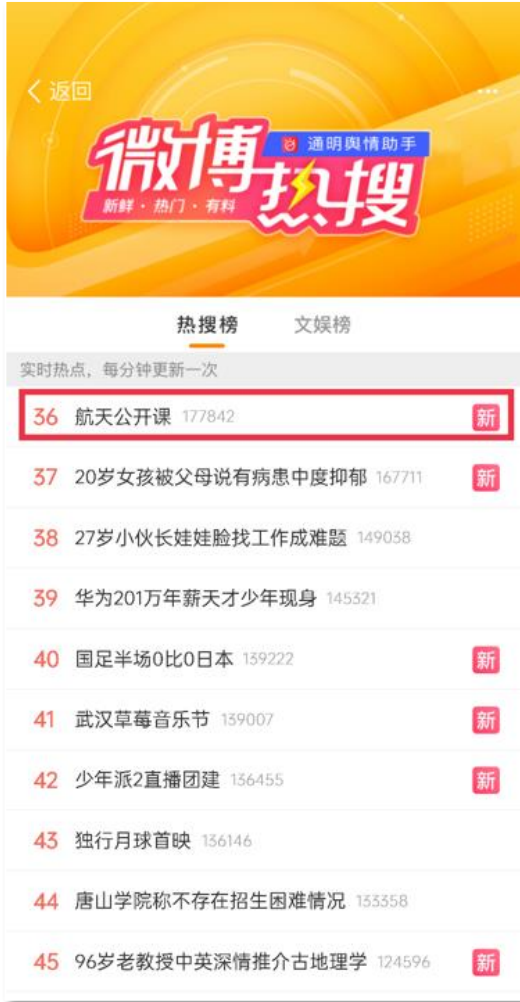 返回
通明舆情助手
微博
热搜
新鲜·热门·有料
热搜榜 文娱榜
实时热点，每分钟更新一次
36 航天公开课 177842 新
37 20岁女孩被父母说有病患中度抑郁 167711 新
38 27岁小伙长娃娃脸找工作成难题 149038
39 华为201万年薪天才少年现身 145321
40 国足半场0比0日本 139222 新
41 武汉草莓音乐节 139007 新
42 少年派2直播团建 136455 新
43 独行月球首映 136146
44 唐山学院称不存在招生困难情况 133358
45 96岁老教授中英深情推介古地理学 124596 新